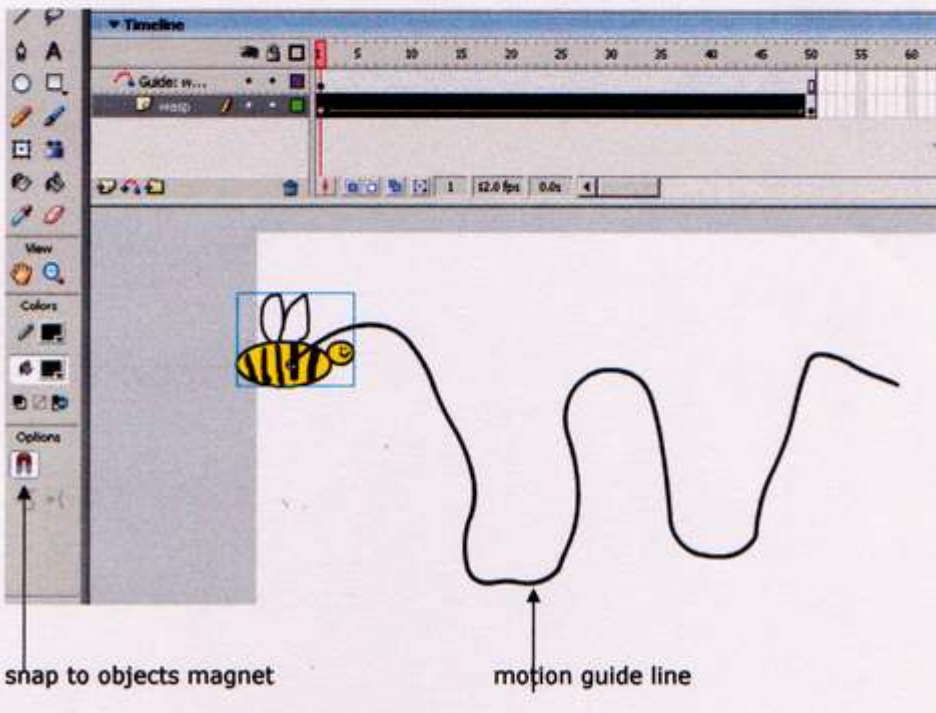 Timeline
5 10 15 20 25 30 35 40 45 50 55 60
Guide: w...
wasp
1 12.0 fps 0.0s
A
View
Colors
Options
snap to objects magnet
motion guide line